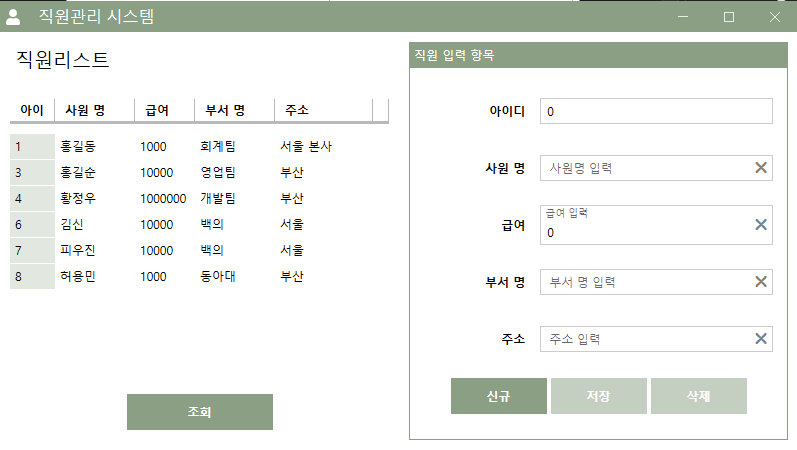 직원관리 시스템
직원리스트
아이 사원 명 급여 부서 명 주소
1 홍길동 1000 회계팀 서울 본사
3 홍길순 10000 영업팀 부산
4 황정우 1000000 개발팀 부산
6 김신 10000 백의 서울
7 피우진 10000 백의 서울
8 허용민 1000 동아대 부산
조회
직원 입력 항목
아이디 0
사원 명 사원명 입력
급여 입력
급여 0
부서 명 부서 명 입력
주소 주소 입력
신규 저장 삭제